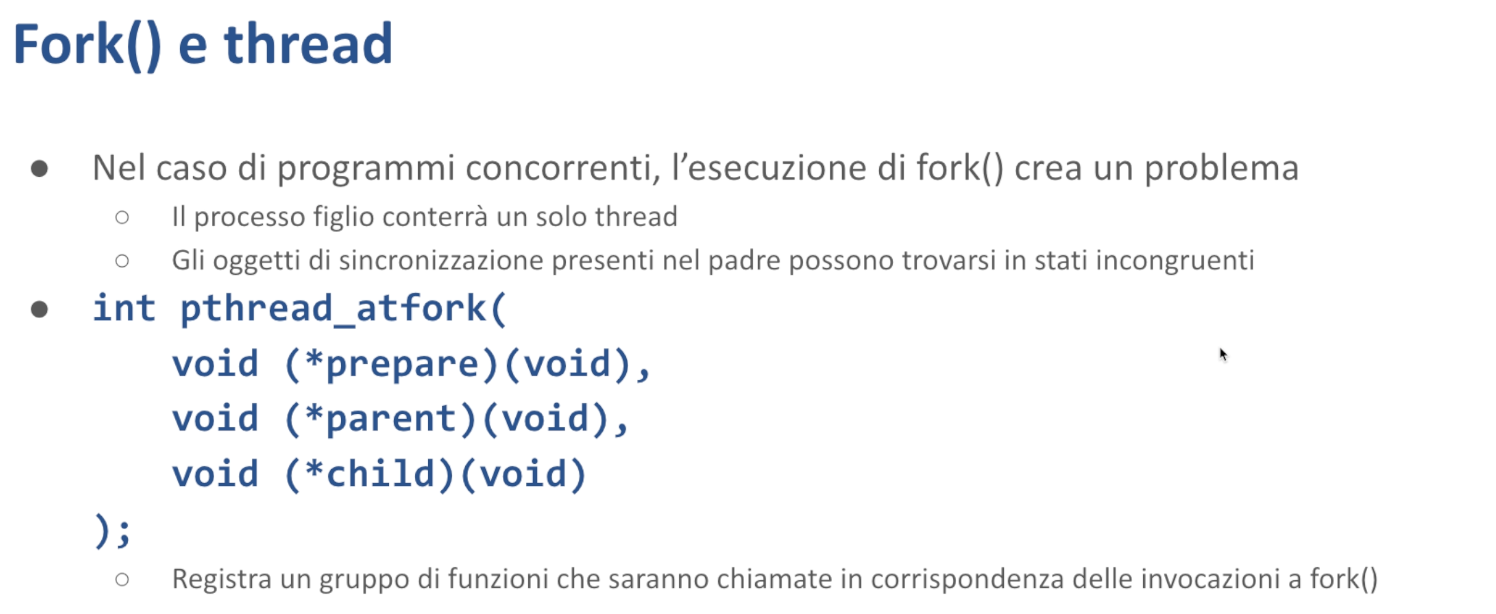 Fork() e thread
● Nel caso di programmi concorrenti, l'esecuzione di fork() crea un problema
○ Il processo figlio conterrà un solo thread
○ Gli oggetti di sincronizzazione presenti nel padre possono trovarsi in stati incongruenti
● int pthread_atfork(
void (*prepare)(void),
void (*parent)(void),
void (*child)(void)
);
○ Registra un gruppo di funzioni che saranno chiamate in corrispondenza delle invocazioni a fork()